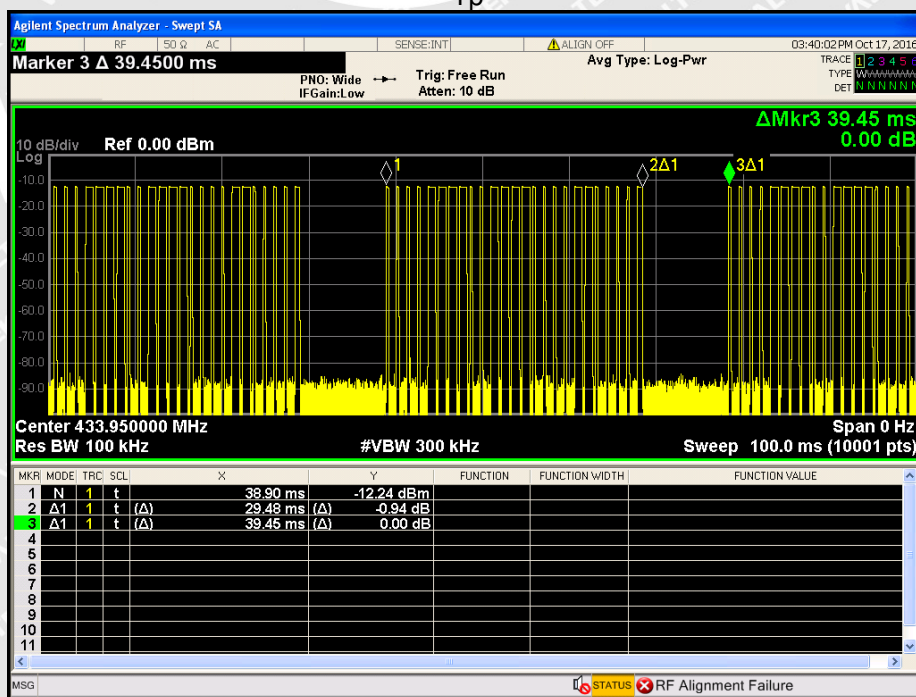 Tp
Agilent Spectrum Analyzer - Swept SA
LXI RF 50 Ω AC SENSE:INT ALIGN OFF 03:40:02 PM Oct 17, 2016
Marker 3 Δ 39.4500 ms
PNO: Wide Trig: Free Run Avg Type: Log-Pwr TRACE 1 2 3 4 5 6
IFGain:Low Atten: 10 dB TYPE WWWWWW
DET N N N N N N
ΔMkr3 39.45 ms
0.00 dB
10 dB/div Ref 0.00 dBm
Log
1 2Δ1 3Δ1
-10.0
-20.0
-30.0
-40.0
-50.0
-60.0
-70.0
-80.0
-90.0
Center 433.950000 MHz Span 0 Hz
Res BW 100 kHz #VBW 300 kHz Sweep 100.0 ms (10001 pts)
MKR MODE TRC SCL X Y FUNCTION FUNCTION WIDTH FUNCTION VALUE
1 N 1 t 38.90 ms -12.24 dBm
2 Δ1 1 t (Δ) 29.48 ms (Δ) -0.94 dB
3 Δ1 1 t (Δ) 39.45 ms (Δ) 0.00 dB
4
5
6
7
8
9
10
11
MSG STATUS RF Alignment Failure